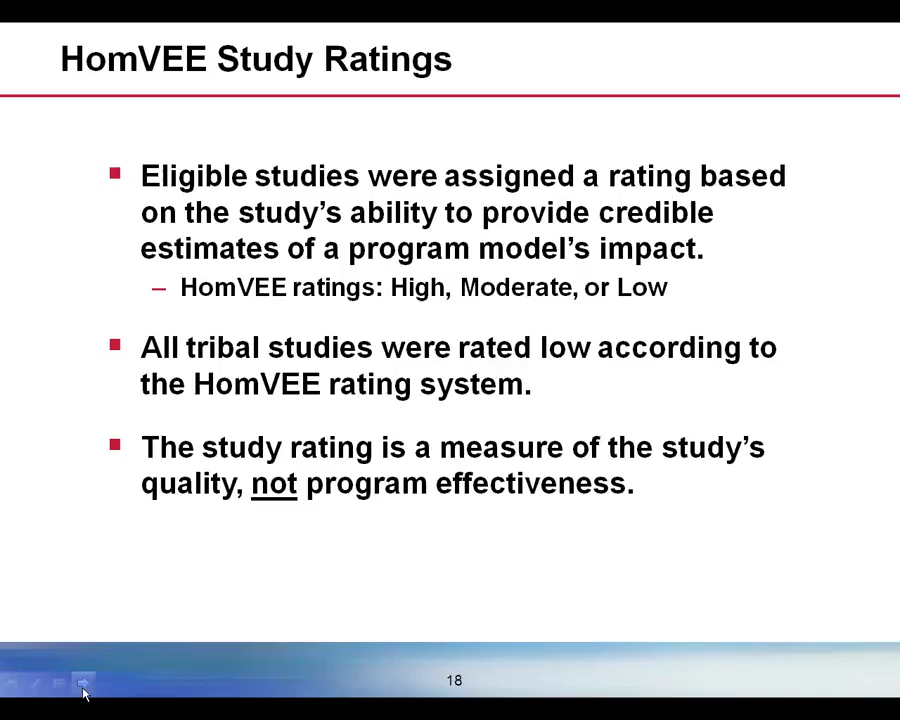 HomVEE Study Ratings
Eligible studies were assigned a rating based
on the study's ability to provide credible
estimates of a program model's impact.
– HomVEE ratings: High, Moderate, or Low
All tribal studies were rated low according to
the HomVEE rating system.
The study rating is a measure of the study's
quality, not program effectiveness.
18